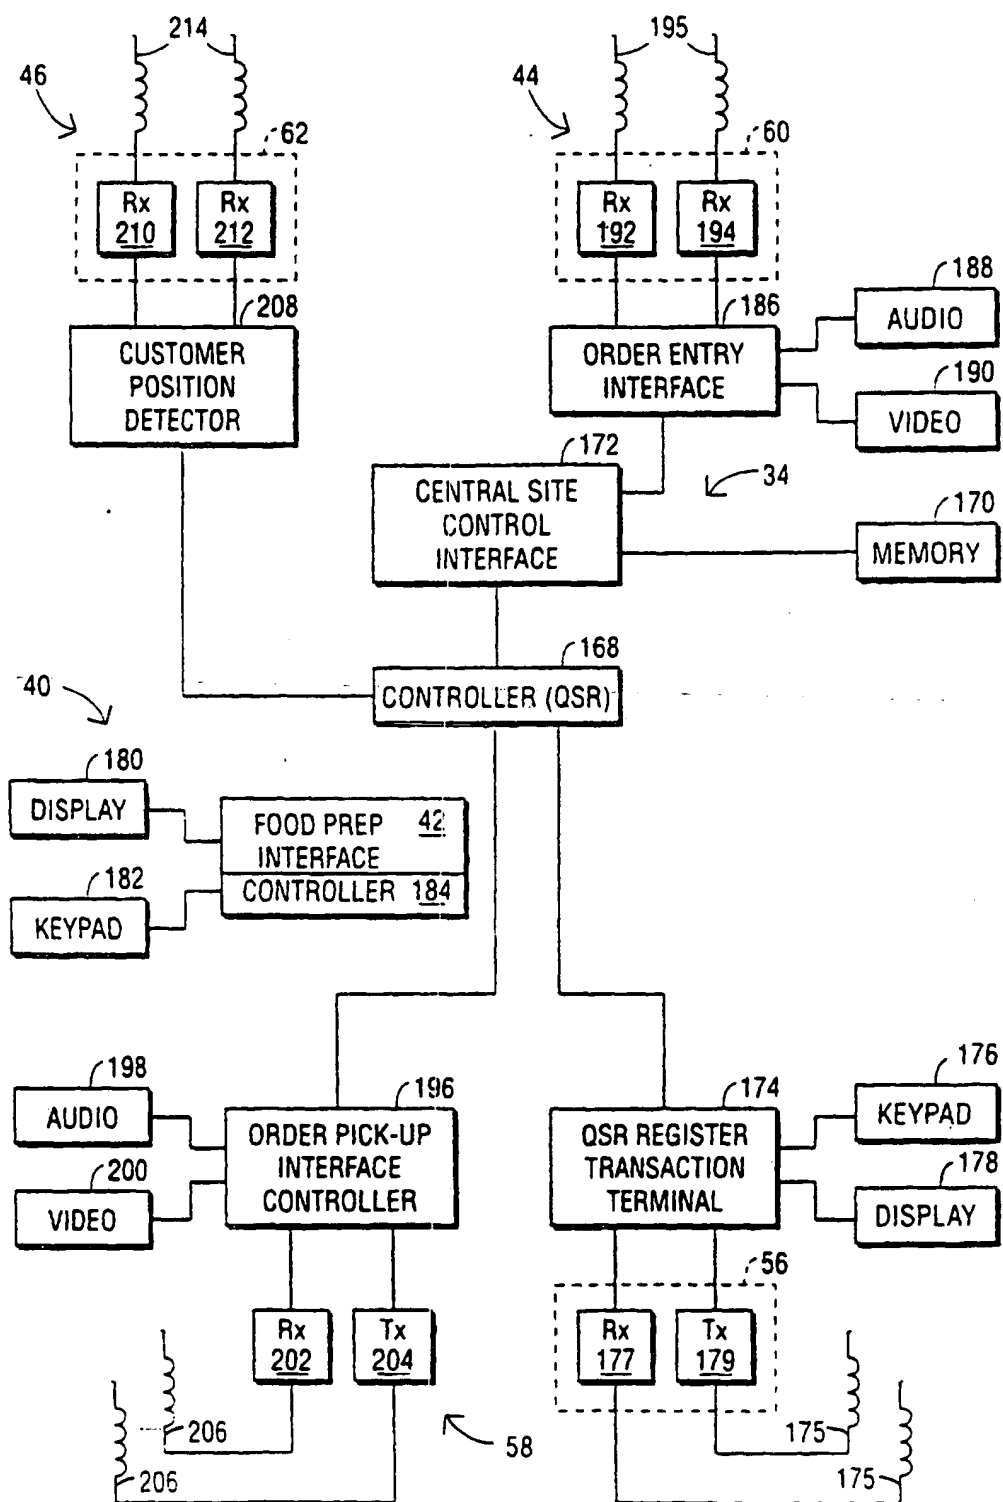 214
195
46
44
62
60
Rx
210
Rx
212
Rx
192
Rx
194
208
186
188
CUSTOMER
POSITION
DETECTOR
ORDER ENTRY
INTERFACE
AUDIO
190
VIDEO
172
34
CENTRAL SITE
CONTROL
INTERFACE
170
MEMORY
168
CONTROLLER (QSR)
40
180
DISPLAY
FOOD PREP 42
INTERFACE
CONTROLLER 184
182
KEYPAD
198
AUDIO
196
ORDER PICK-UP
INTERFACE
CONTROLLER
200
VIDEO
174
QSR REGISTER
TRANSACTION
TERMINAL
176
KEYPAD
178
DISPLAY
56
Rx
202
Tx
204
Rx
177
Tx
179
206
206
58
175
175